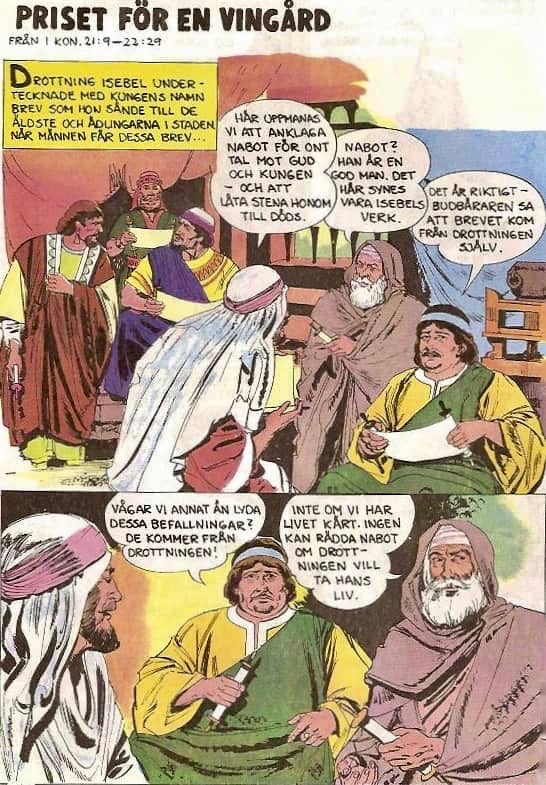 PRISET FÖR EN VINGÅRD
FRÅN I KON. 21:9–22:29
DROTTNING ISEBEL UNDER-
TECKNADE MED KUNGENS NAMN
BREV SOM HON SÄNDE TILL DE
ÄLDSTE OCH ÄDLINGARNA I STADEN.
NÄR MÄNNEN FÅR DESSA BREV...
HÄR UPPMANAS
VI ATT ANKLAGA
NABOT FÖR ONT
TAL MOT GUD
OCH KUNGEN
– OCH ATT
LÅTA STENA HONOM
TILL DÖDS.
NABOT?
HAN ÄR EN
GOD MAN. DET
HÄR SYNES
VARA ISEBELS
VERK.
DET ÄR RIKTIGT –
BUDBÄRAREN SA
ATT BREVET KOM
FRÅN DROTTNINGEN
SJÄLV.
VÅGAR VI ANNAT ÄN LYDA
DESSA BEFALLNINGAR?
DE KOMMER FRÅN
DROTTNINGEN!
INTE OM VI HAR
LIVET KÄRT. INGEN
KAN RÄDDA NABOT
OM DROTT-
NINGEN VILL
TA HANS
LIV.